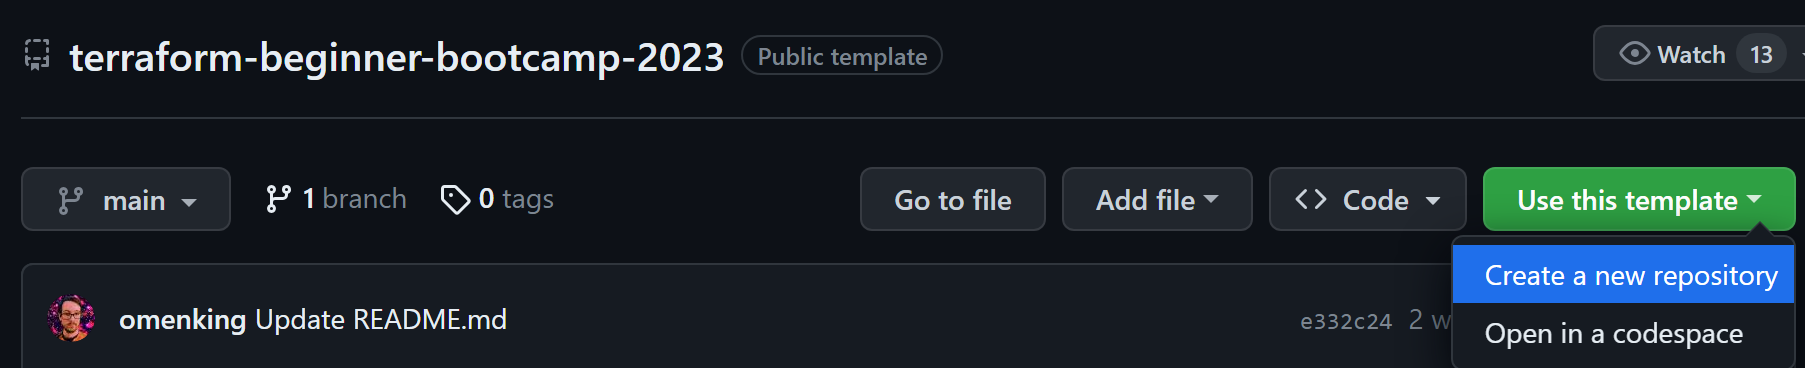 terraform-beginner-bootcamp-2023 Public template Watch 13
main 1 branch 0 tags Go to file Add file <> Code Use this template
Create a new repository
omenking Update README.md e332c24 2 w
Open in a codespace